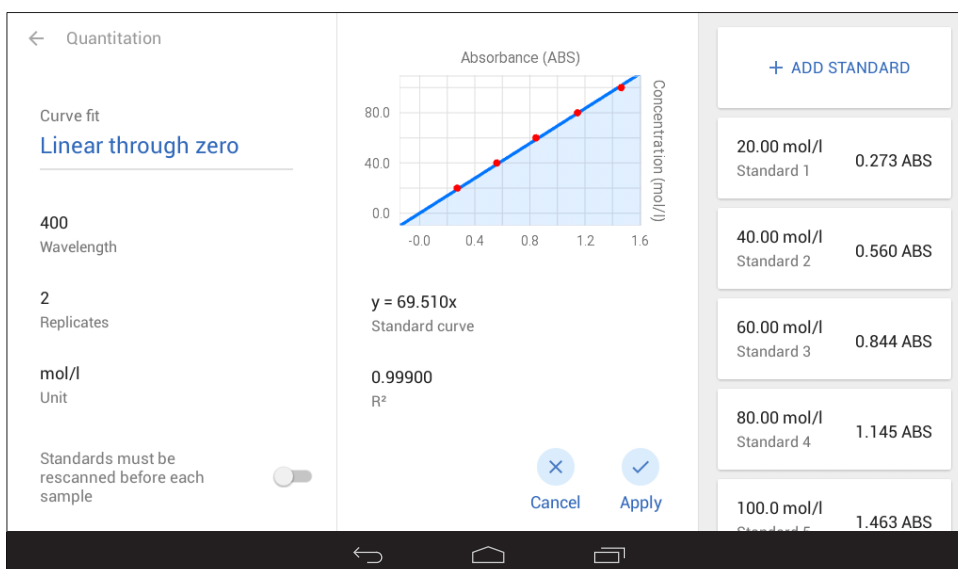 Quantitation
Curve fit
Linear through zero
400
Wavelength
2
Replicates
mol/l
Unit
Standards must be
rescanned before each
sample
Absorbance (ABS)
Concentration (mol/l)
80.0
40.0
0.0
-0.0 0.4 0.8 1.2 1.6
y = 69.510x
Standard curve
0.99900
R²
Cancel Apply
+ ADD STANDARD
20.00 mol/l
Standard 1
0.273 ABS
40.00 mol/l
Standard 2
0.560 ABS
60.00 mol/l
Standard 3
0.844 ABS
80.00 mol/l
Standard 4
1.145 ABS
100.0 mol/l
Standard 5
1.463 ABS